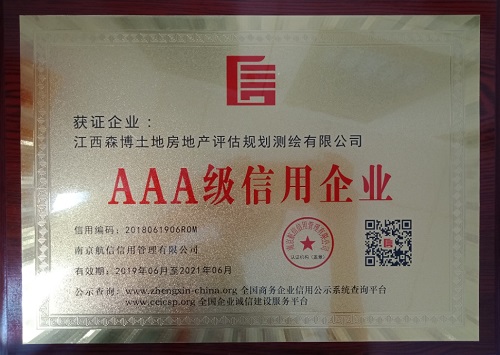 获证企业：
江西森博土地房地产评估规划测绘有限公司
AAA级信用企业
信用编码：2018061906ROM
南京航信信用管理有限公司
有效期：2019年06月至2021年06月
公示查询：www.zhengxin-china.org 全国商务企业信用公示系统查询平台
www.ccicsp.org 全国企业诚信建设服务平台